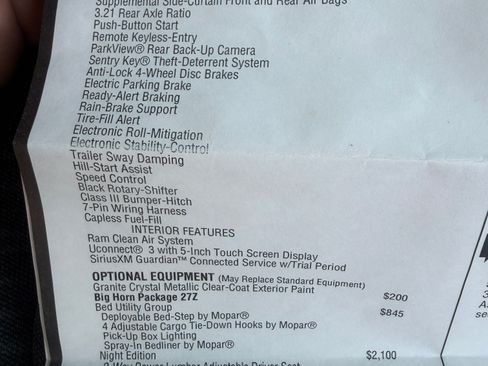 Supplemental Side-Curtain Front and Rear Air Bags
3.21 Rear Axle Ratio
Push-Button Start
Remote Keyless-Entry
ParkView® Rear Back-Up Camera
Sentry Key® Theft-Deterrent System
Anti-Lock 4-Wheel Disc Brakes
Electric Parking Brake
Ready-Alert Braking
Rain-Brake Support
Tire-Fill Alert
Electronic Roll-Mitigation
Electronic Stability-Control
Trailer Sway Damping
Hill-Start Assist
Speed Control
Black Rotary-Shifter
Class III Bumper-Hitch
7-Pin Wiring Harness
Capless Fuel-Fill
INTERIOR FEATURES
Ram Clean Air System
Uconnect® 3 with 5-Inch Touch Screen Display
SiriusXM Guardian™ Connected Service w/Trial Period
OPTIONAL EQUIPMENT (May Replace Standard Equipment)
Granite Crystal Metallic Clear-Coat Exterior Paint $200
Big Horn Package 27Z
Bed Utility Group $845
Deployable Bed-Step by Mopar®
4 Adjustable Cargo Tie-Down Hooks by Mopar®
Pick-Up Box Lighting
Spray-In Bedliner by Mopar®
Night Edition $2,100
8-Way Power Lumbar Adjustable Driver Seat